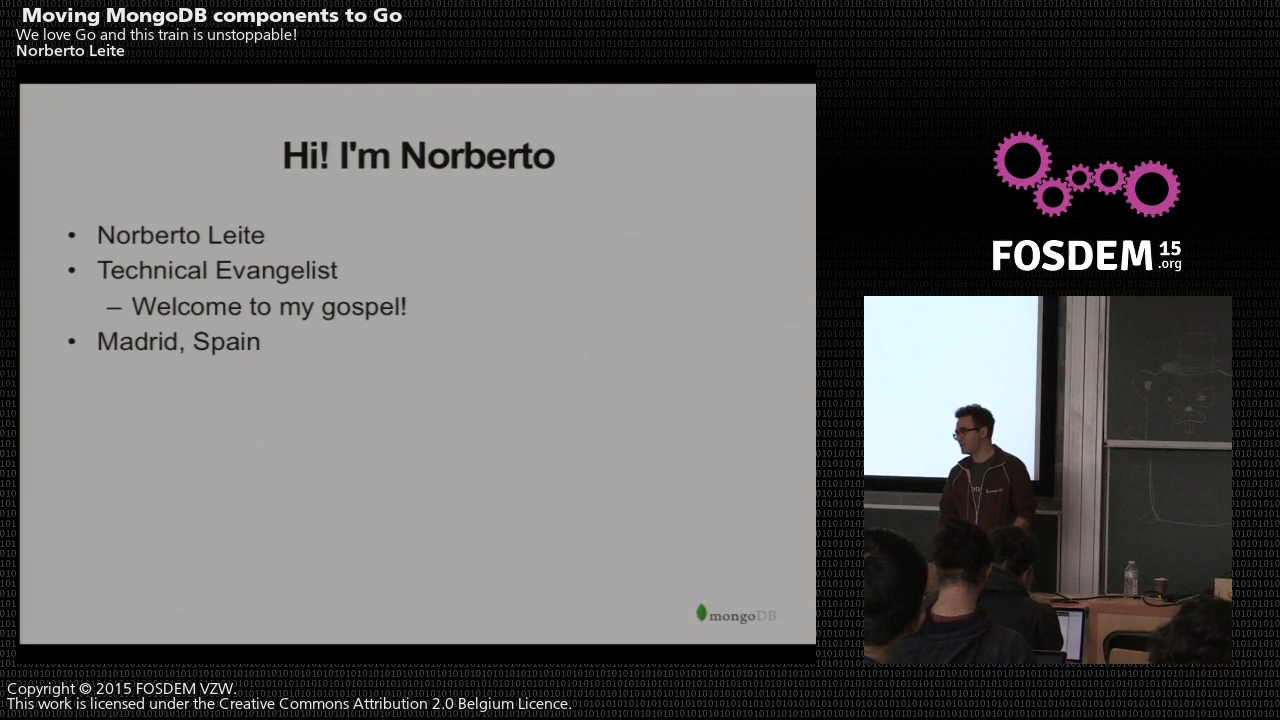 Moving MongoDB components to Go
We love Go and this train is unstoppable!
Norberto Leite
Hi! I'm Norberto
• Norberto Leite
• Technical Evangelist
– Welcome to my gospel!
• Madrid, Spain
mongoDB
FOSDEM 15
.org
Copyright © 2015 FOSDEM VZW.
This work is licensed under the Creative Commons Attribution 2.0 Belgium Licence.